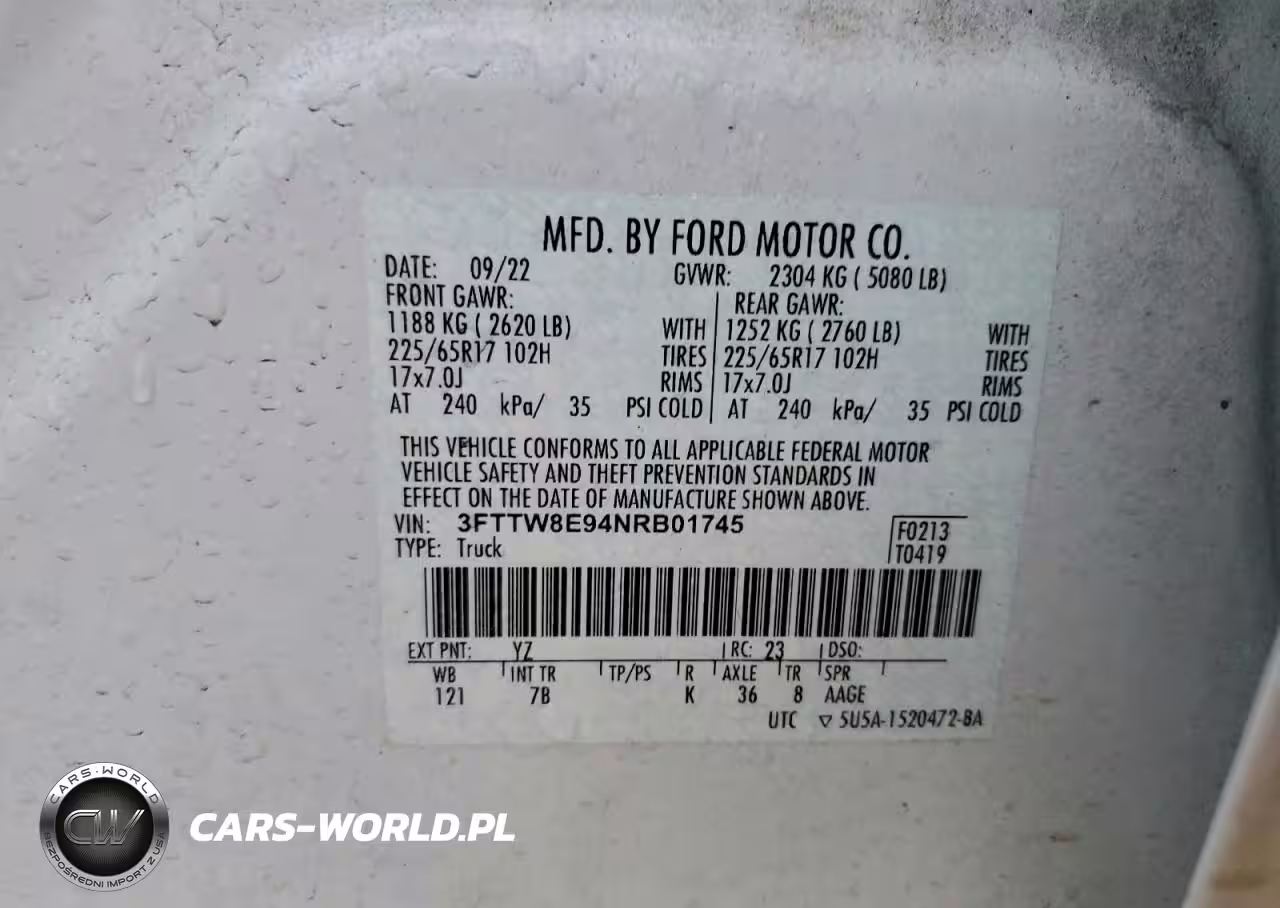 MFD. BY FORD MOTOR CO.
DATE: 09/22 GVWR: 2304 KG ( 5080 LB)
FRONT GAWR: REAR GAWR:
1188 KG ( 2620 LB) WITH 1252 KG ( 2760 LB) WITH
225/65R17 102H TIRES 225/65R17 102H TIRES
17x7.0J RIMS 17x7.0J RIMS
AT 240 kPa/ 35 PSI COLD AT 240 kPa/ 35 PSI COLD
THIS VEHICLE CONFORMS TO ALL APPLICABLE FEDERAL MOTOR
VEHICLE SAFETY AND THEFT PREVENTION STANDARDS IN
EFFECT ON THE DATE OF MANUFACTURE SHOWN ABOVE.
VIN: 3FTTW8E94NRB01745
F0213
TYPE: Truck
T0419
EXT PNT: YZ RC: 23 DSO:
WB INT TR TP/PS R AXLE TR SPR
121 7B K 36 8 AAGE
UTC ▽ 5U5A-1520472-BA
CARS-WORLD
CW
BEZPOŚREDNI IMPORT Z USA
CARS-WORLD.PL